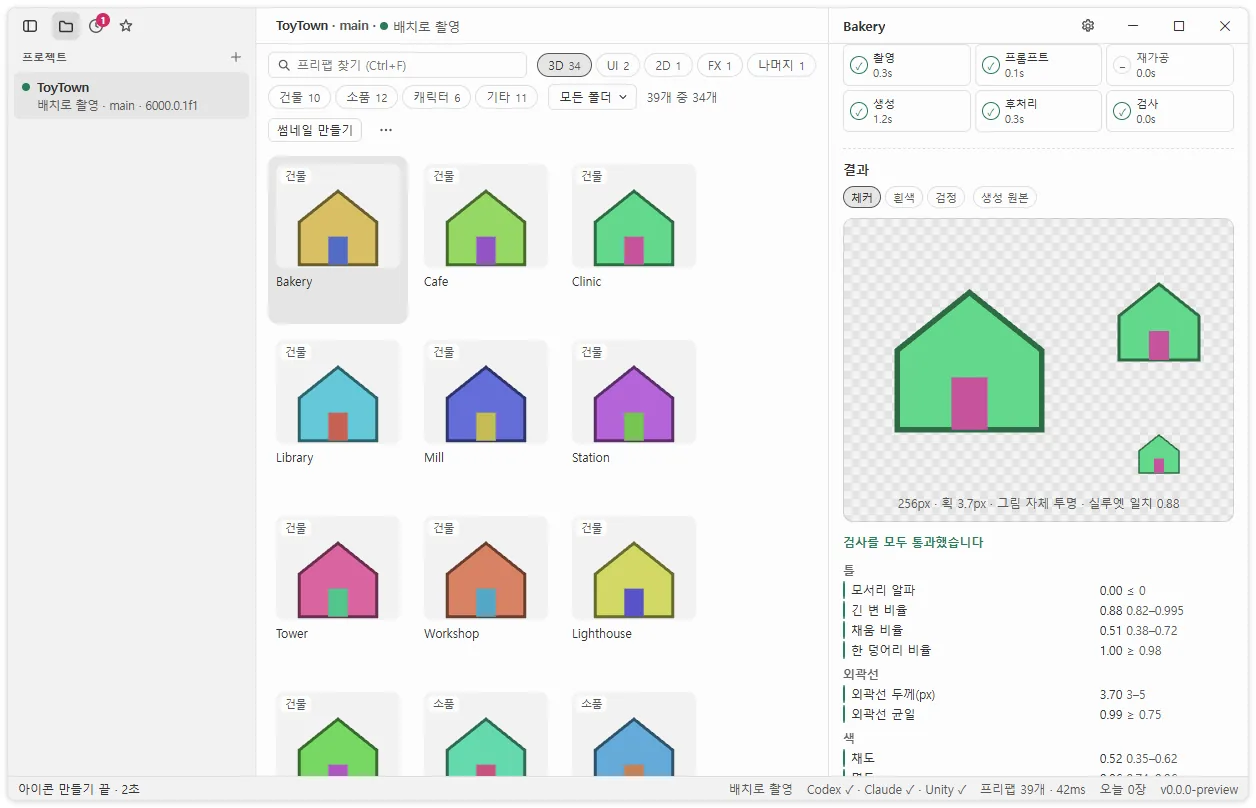 1
프로젝트
ToyTown
배치로 촬영 · main · 6000.0.1f1
ToyTown · main · 배치로 촬영
프리팹 찾기 (Ctrl+F)
3D 34
UI 2
2D 1
FX 1
나머지 1
건물 10
소품 12
캐릭터 6
기타 11
모든 폴더
39개 중 34개
썸네일 만들기
건물
Bakery
건물
Cafe
건물
Clinic
건물
Library
건물
Mill
건물
Station
건물
Tower
건물
Workshop
건물
Lighthouse
건물
소품
소품
Bakery
촬영
0.3s
프롬프트
0.1s
재가공
0.0s
생성
1.2s
후처리
0.3s
검사
0.0s
결과
체커
흰색
검정
생성 원본
256px · 획 3.7px · 그림 자체 투명 · 실루엣 일치 0.88
검사를 모두 통과했습니다
틀
모서리 알파 0.00 ≤ 0
긴 변 비율 0.88 0.82–0.995
채움 비율 0.51 0.38–0.72
한 덩어리 비율 1.00 ≥ 0.98
외곽선
외곽선 두께(px) 3.70 3–5
외곽선 균일 0.99 ≥ 0.75
색
채도 0.52 0.35–0.62
아이콘 만들기 끝 · 2초
배치로 촬영
Codex ✓ · Claude ✓ · Unity ✓
프리팹 39개 · 42ms
오늘 0장
v0.0.0-preview